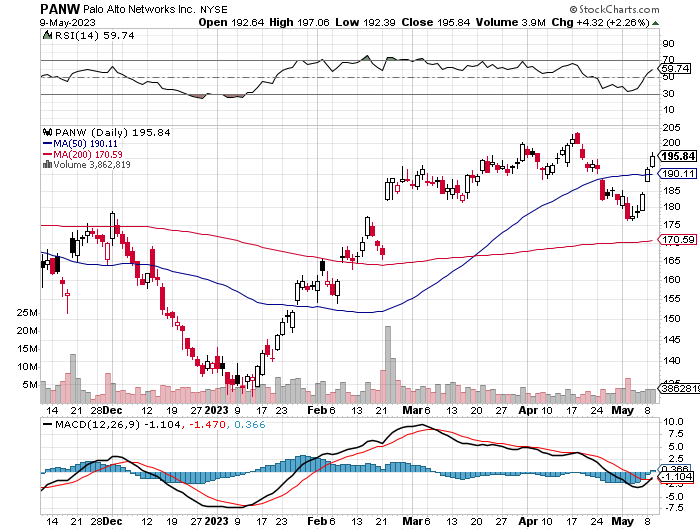 PANW Palo Alto Networks Inc. NYSE © StockCharts.com
9-May-2023 Open 192.64 High 197.06 Low 192.39 Close 195.84 Volume 3.9M Chg +4.32 (+2.26%)
RSI(14) 59.74
90
70
59.74
50
30
10
PANW (Daily) 195.84
MA(50) 190.11
MA(200) 170.59
Volume 3,862,819
205
200
195.84
190.11
185
180
175
170.59
165
160
155
150
145
140
135
25M
20M
15M
10M
5M
3862819
14 21 28 Dec 12 19 27 2023 9 17 23 Feb 6 13 21 Mar 6 13 20 27 Apr 10 17 24 May 8
MACD(12,26,9) -1.104, -1.470, 0.366
10.0
7.5
5.0
2.5
0.366
-1.104
-2.5
-5.0
-7.5
14 21 28 Dec 12 19 27 2023 9 17 23 Feb 6 13 21 Mar 6 13 20 27 Apr 10 17 24 May 8